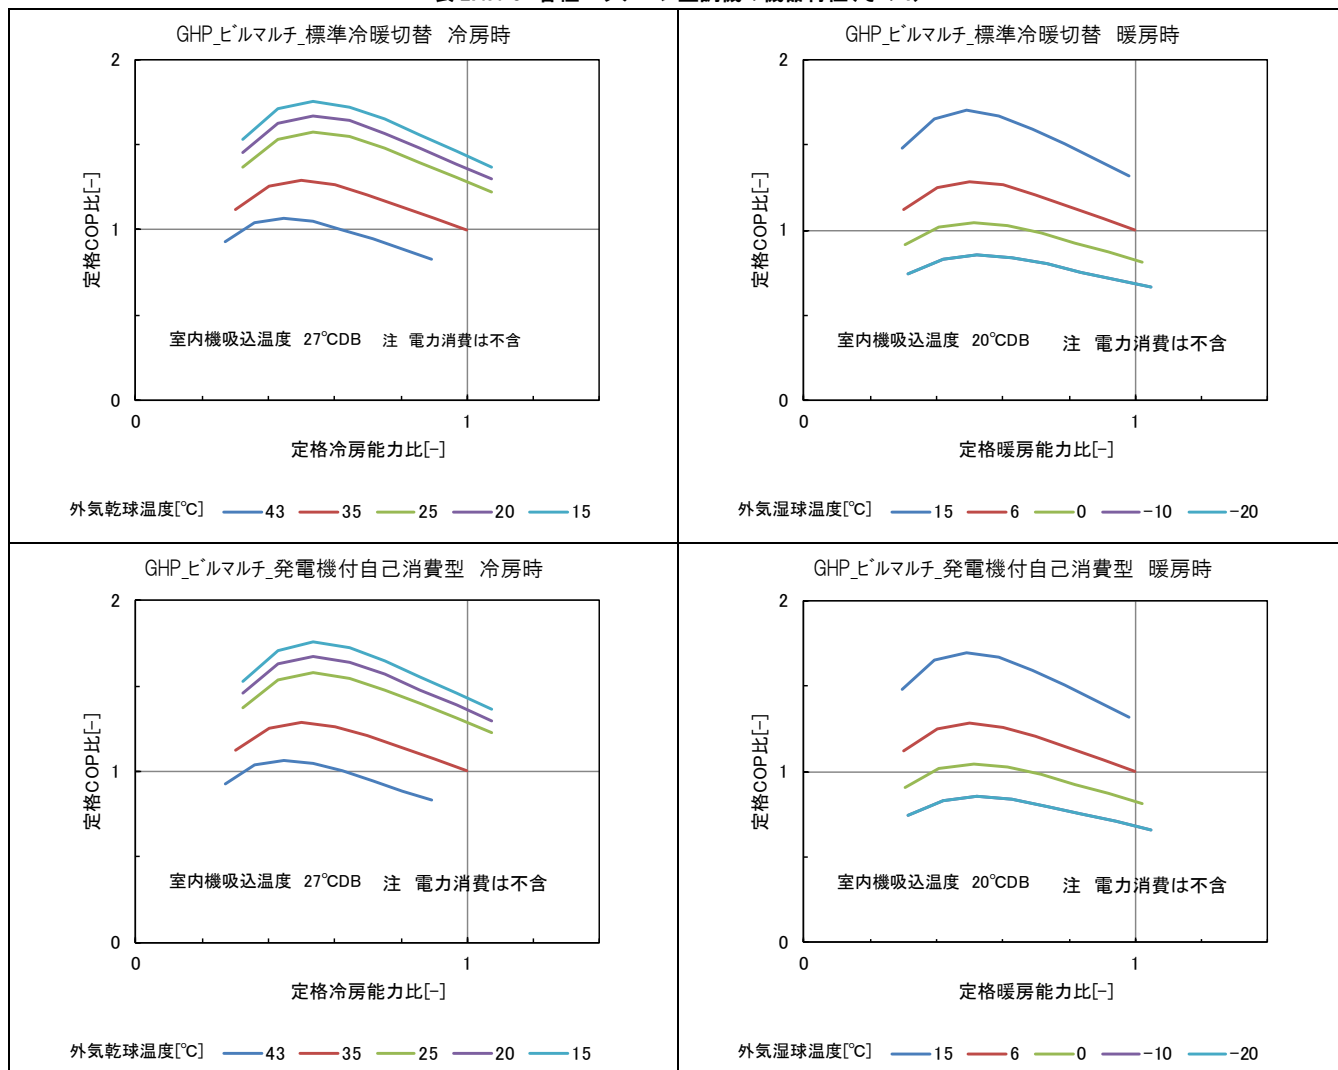 GHP_ﾋﾞﾙﾏﾙﾁ_標準冷暖切替 冷房時
2
1
0
0
1
定格COP比[-]
室内機吸込温度 27℃DB 注 電力消費は不含
定格冷房能力比[-]
外気乾球温度[℃] 43 35 25 20 15
GHP_ﾋﾞﾙﾏﾙﾁ_標準冷暖切替 暖房時
2
1
0
0
1
定格COP比[-]
室内機吸込温度 20℃DB 注 電力消費は不含
定格暖房能力比[-]
外気湿球温度[℃] 15 6 0 -10 -20
GHP_ﾋﾞﾙﾏﾙﾁ_発電機付自己消費型 冷房時
2
1
0
0
1
定格COP比[-]
室内機吸込温度 27℃DB 注 電力消費は不含
定格冷房能力比[-]
外気乾球温度[℃] 43 35 25 20 15
GHP_ﾋﾞﾙﾏﾙﾁ_発電機付自己消費型 暖房時
2
1
0
0
1
定格COP比[-]
室内機吸込温度 20℃DB 注 電力消費は不含
定格暖房能力比[-]
外気湿球温度[℃] 15 6 0 -10 -20